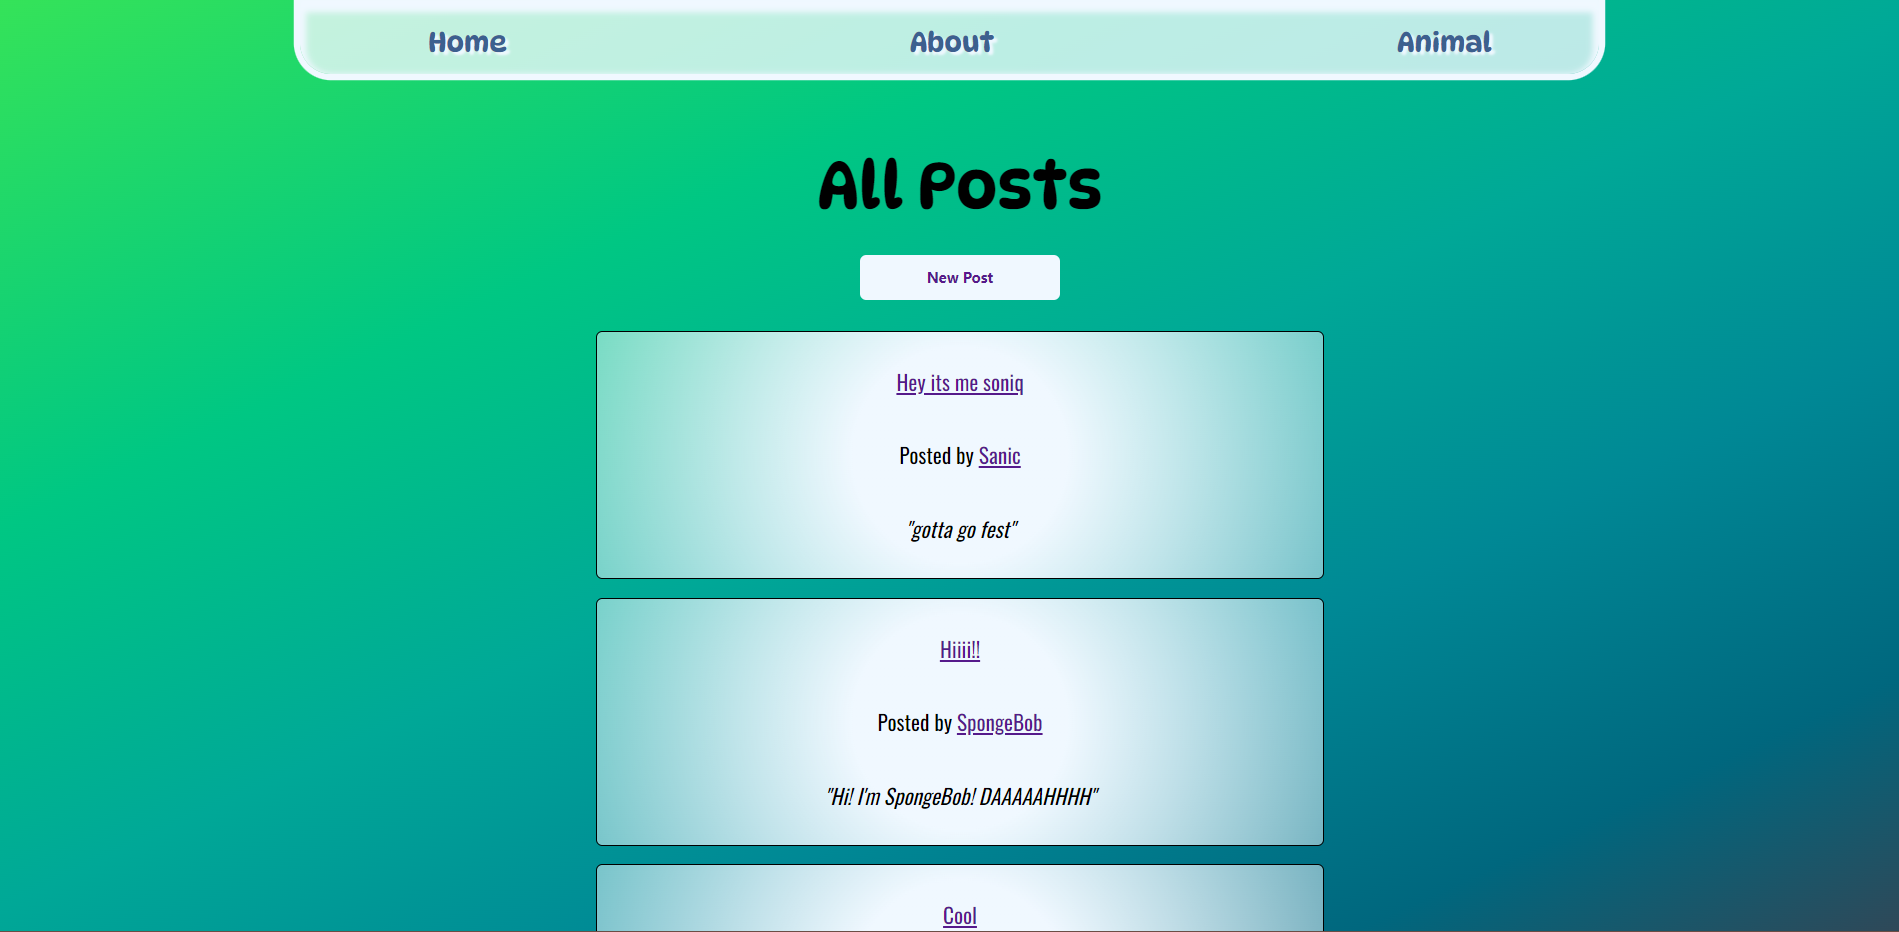 Home About Animal
All Posts
New Post
Hey its me soniq
Posted by Sanic
"gotta go fest"
Hiiii!!
Posted by SpongeBob
"Hi! I'm SpongeBob! DAAAAAHHHH"
Cool